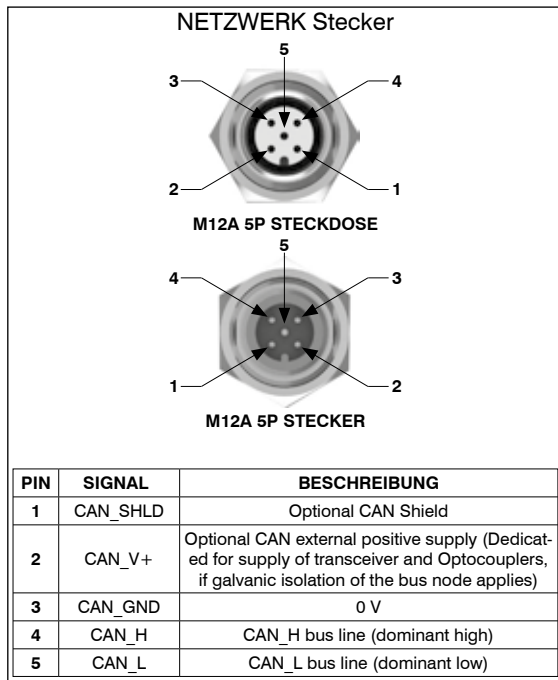 NETZWERK Stecker
5
3
4
2
1
M12A 5P STECKDOSE
5
4
3
1
2
M12A 5P STECKER
PIN SIGNAL BESCHREIBUNG
1 CAN_SHLD Optional CAN Shield
2 CAN_V+ Optional CAN external positive supply (Dedicat-
ed for supply of transceiver and Optocouplers,
if galvanic isolation of the bus node applies)
3 CAN_GND 0 V
4 CAN_H CAN_H bus line (dominant high)
5 CAN_L CAN_L bus line (dominant low)